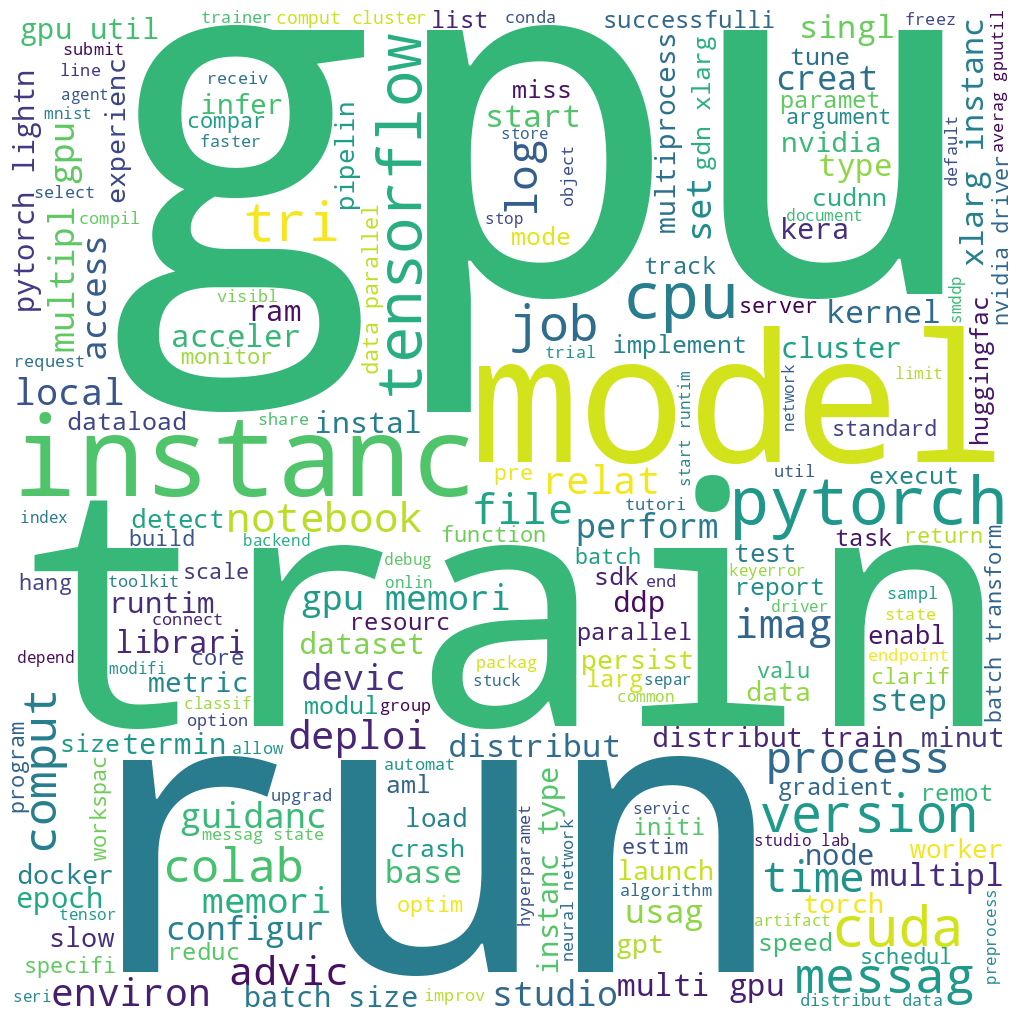 gpu
model
train
run
instanc
tensorflow
pytorch
cpu
job
tri
cuda
gpu util
submit
line
agent
mnist
select
compil
trainer
comput cluster
list
conda
successfulli
singl
freez
averag gpuutil
receiv
infer
compar
faster
experienc
pytorch lightn
multipl gpu
access
pipelin
miss
start
store
log
object
stop
mode
multiprocess
set
gdn xlarg
tune
creat
paramet
argument
nvidia
type
cudnn
document
kera
default
xlarg instanc
nvidia driver
visibl
ram
acceler
monitor
data parallel
track
server
kernel
smddp
request
local
trial
implement
cluster
limit
huggingfac
dataload
share
instal
start runtim
network
standard
pre
relat
util
execut
index
detect
notebook
file
tutori
build
backend
function
perform
batch
test
task
return
hang
toolkit
scale
debug
onlin
sdk
end
keyerror
report
sampl
runtim
connect
gpu memori
resourc
ddp
driver
imag
state
enabl
librari
dataset
parallel
depend
modifi
core
packag
stuck
persist
larg
separ
valu
endpoint
clarif
metric
devic
common
data
step
classif
option
modul
group
batch transform
size
termin
allow
deploi
distribut
distribut train minut
program
comput
workspac
automat
aml
process
gradient
remot
upgrad
guidanc
messag state
load
instanc type
servic
initi
estim
version
studio lab
node
worker
colab
crash
base
hyperparamet
neural network
launch
algorithm
time
multipl
docker
epoch
tensor
memori
optim
usag
torch
artifact
slow
configur
reduc
gpt
speed
schedul
preprocess
specifi
advic
messag
seri
environ
batch size
improv
studio
multi gpu
distribut data